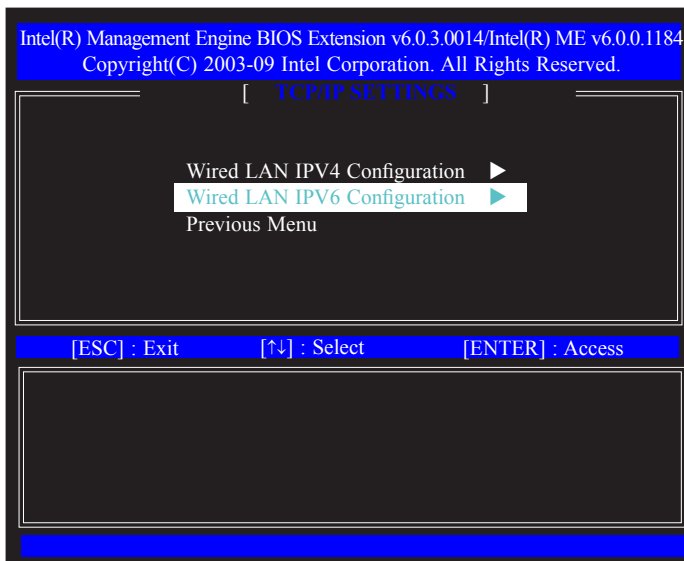 Intel(R) Management Engine BIOS Extension v6.0.3.0014/Intel(R) ME v6.0.0.1184
Copyright(C) 2003-09 Intel Corporation. All Rights Reserved.
[ TCP/IP SETTINGS ]
Wired LAN IPV4 Configuration ▶
Wired LAN IPV6 Configuration ▶
Previous Menu
[ESC] : Exit [↑↓] : Select [ENTER] : Access